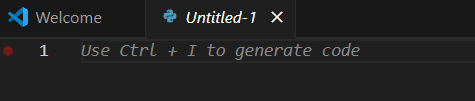 Welcome Untitled-1
1 Use Ctrl + I to generate code